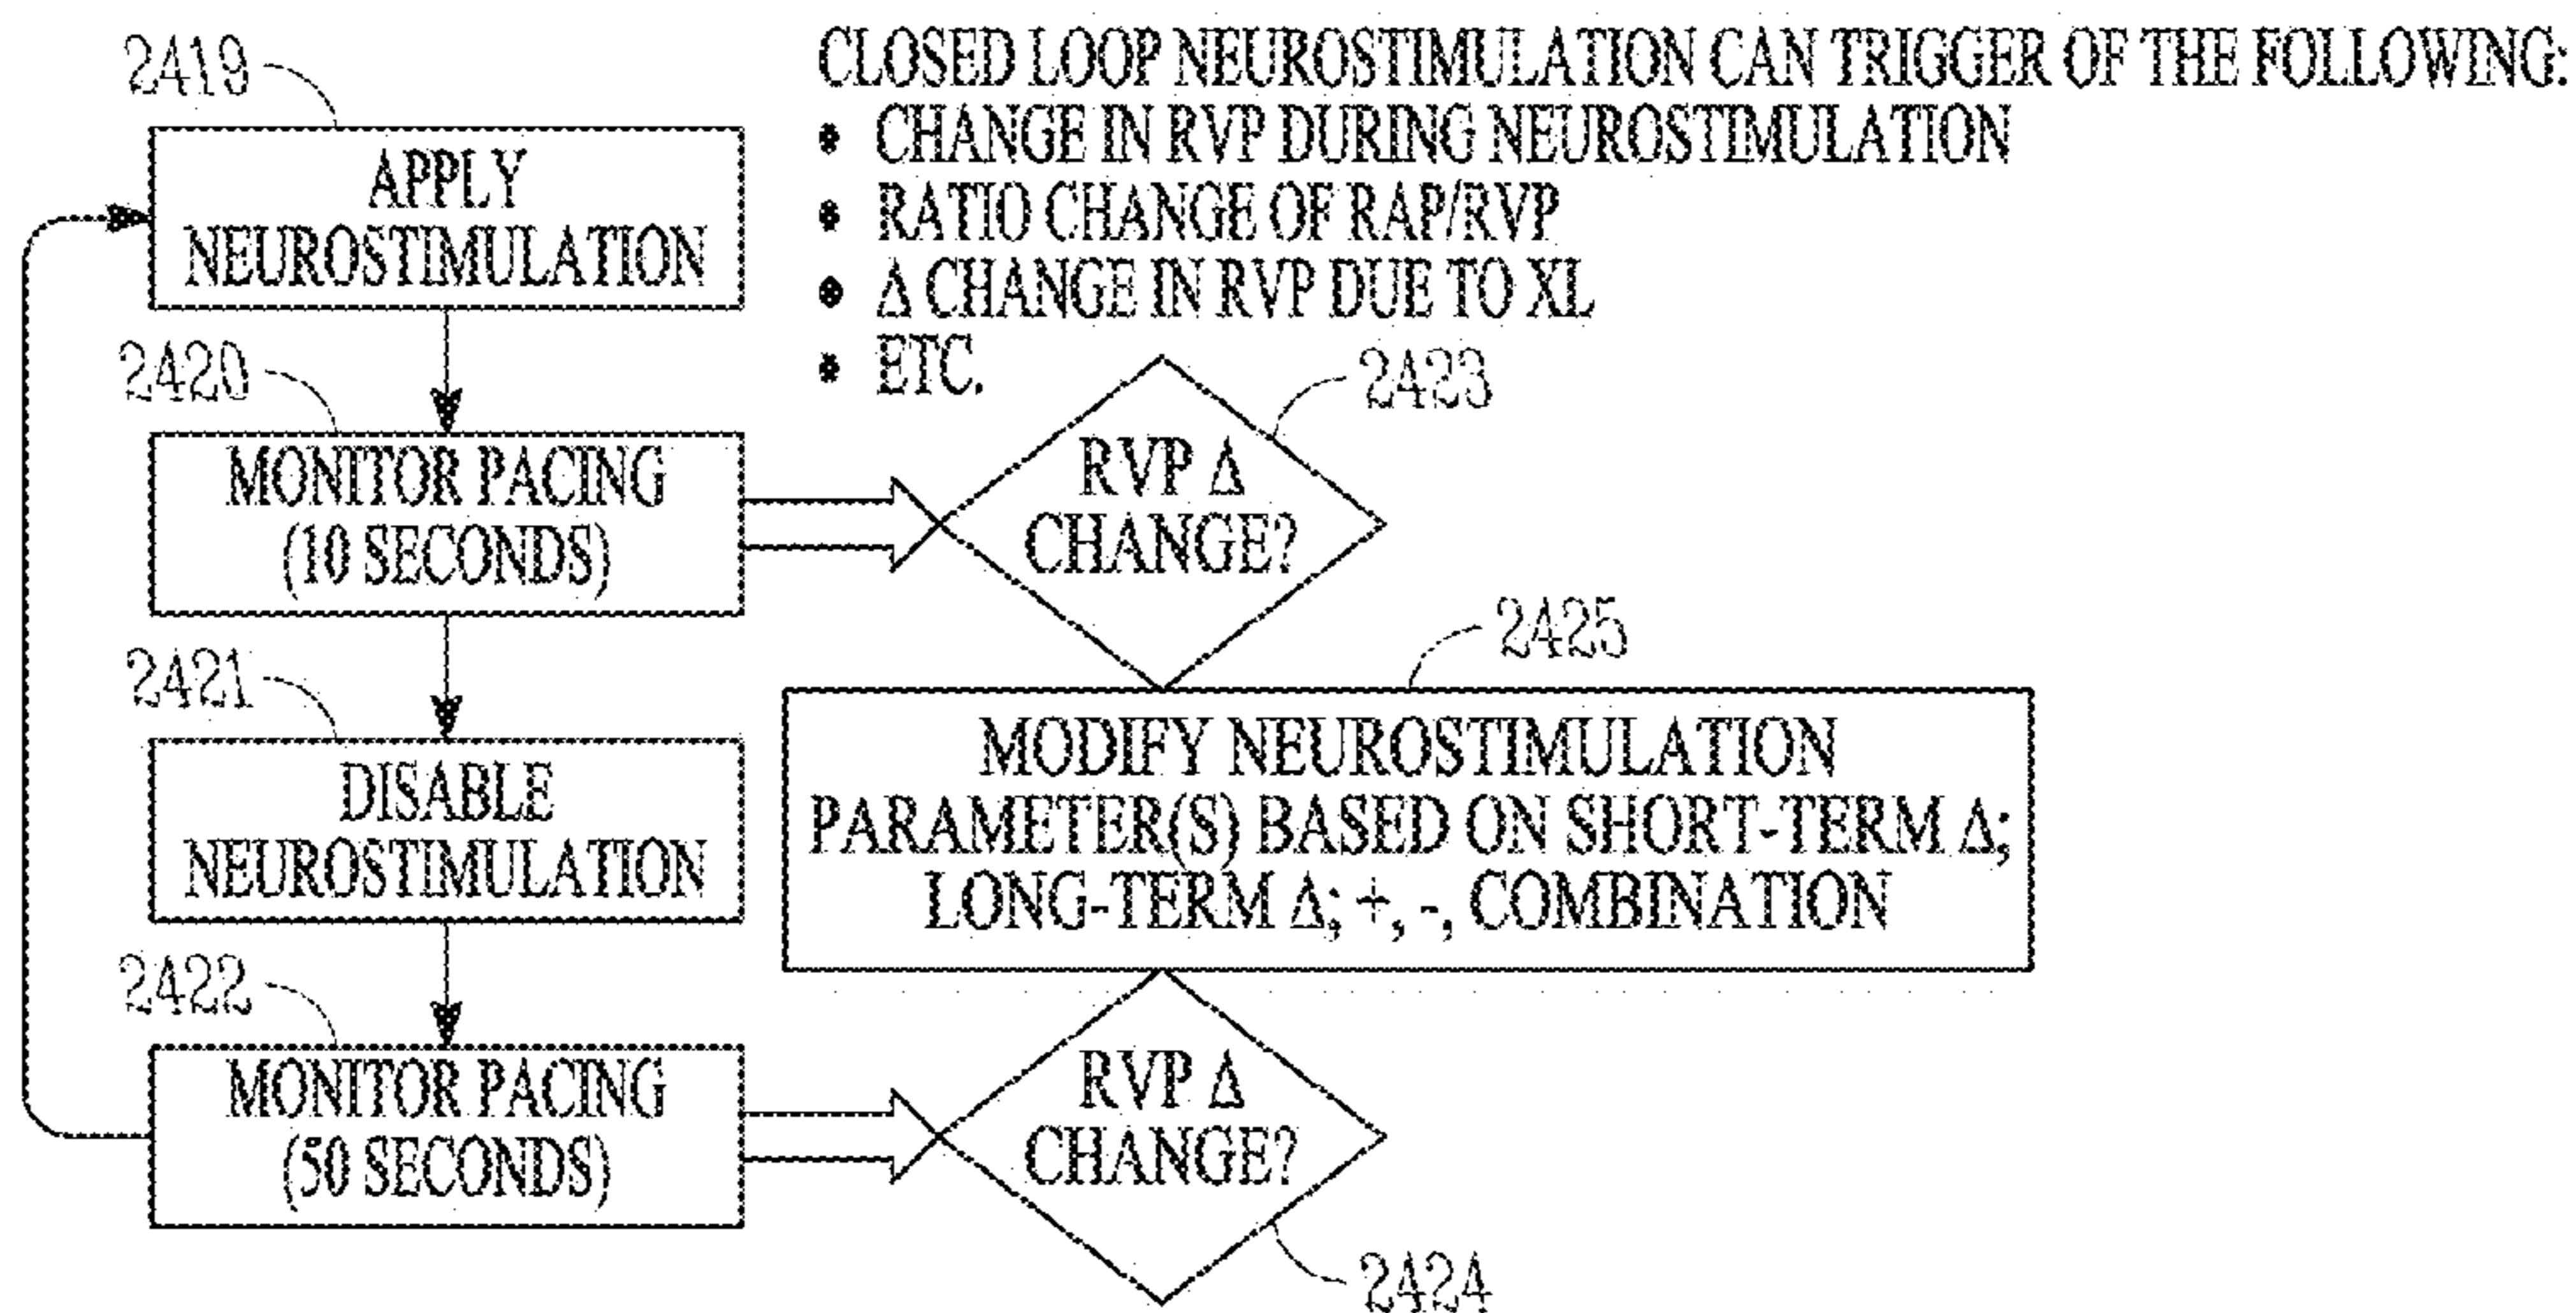 2419
APPLY
NEUROSTIMULATION
CLOSED LOOP NEUROSTIMULATION CAN TRIGGER OF THE FOLLOWING:
• CHANGE IN RVP DURING NEUROSTIMULATION
• RATIO CHANGE OF RAP/RVP
• Δ CHANGE IN RVP DUE TO XL
• ETC.
2420
MONITOR PACING
(10 SECONDS)
2423
RVP Δ
CHANGE?
2421
DISABLE
NEUROSTIMULATION
2425
MODIFY NEUROSTIMULATION
PARAMETER(S) BASED ON SHORT-TERM Δ;
LONG-TERM Δ; +, -, COMBINATION
2422
MONITOR PACING
(50 SECONDS)
RVP Δ
CHANGE?
2424